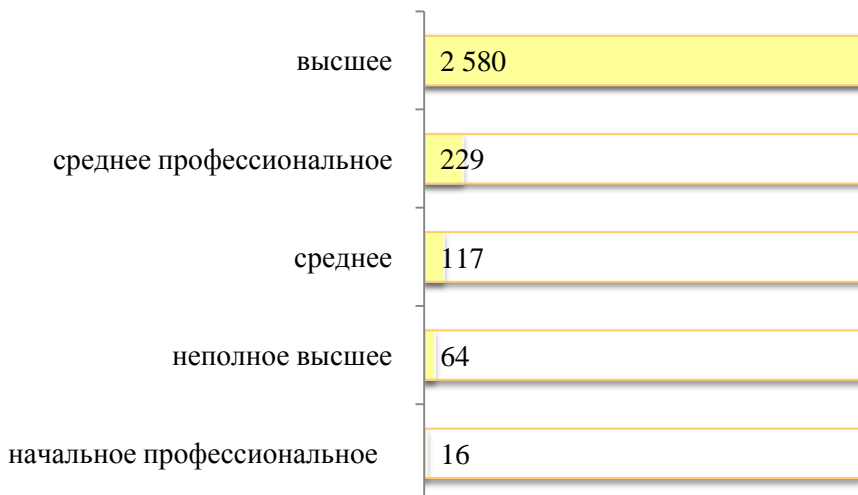 высшее 2 580
среднее профессиональное 229
среднее 117
неполное высшее 64
начальное профессиональное 16